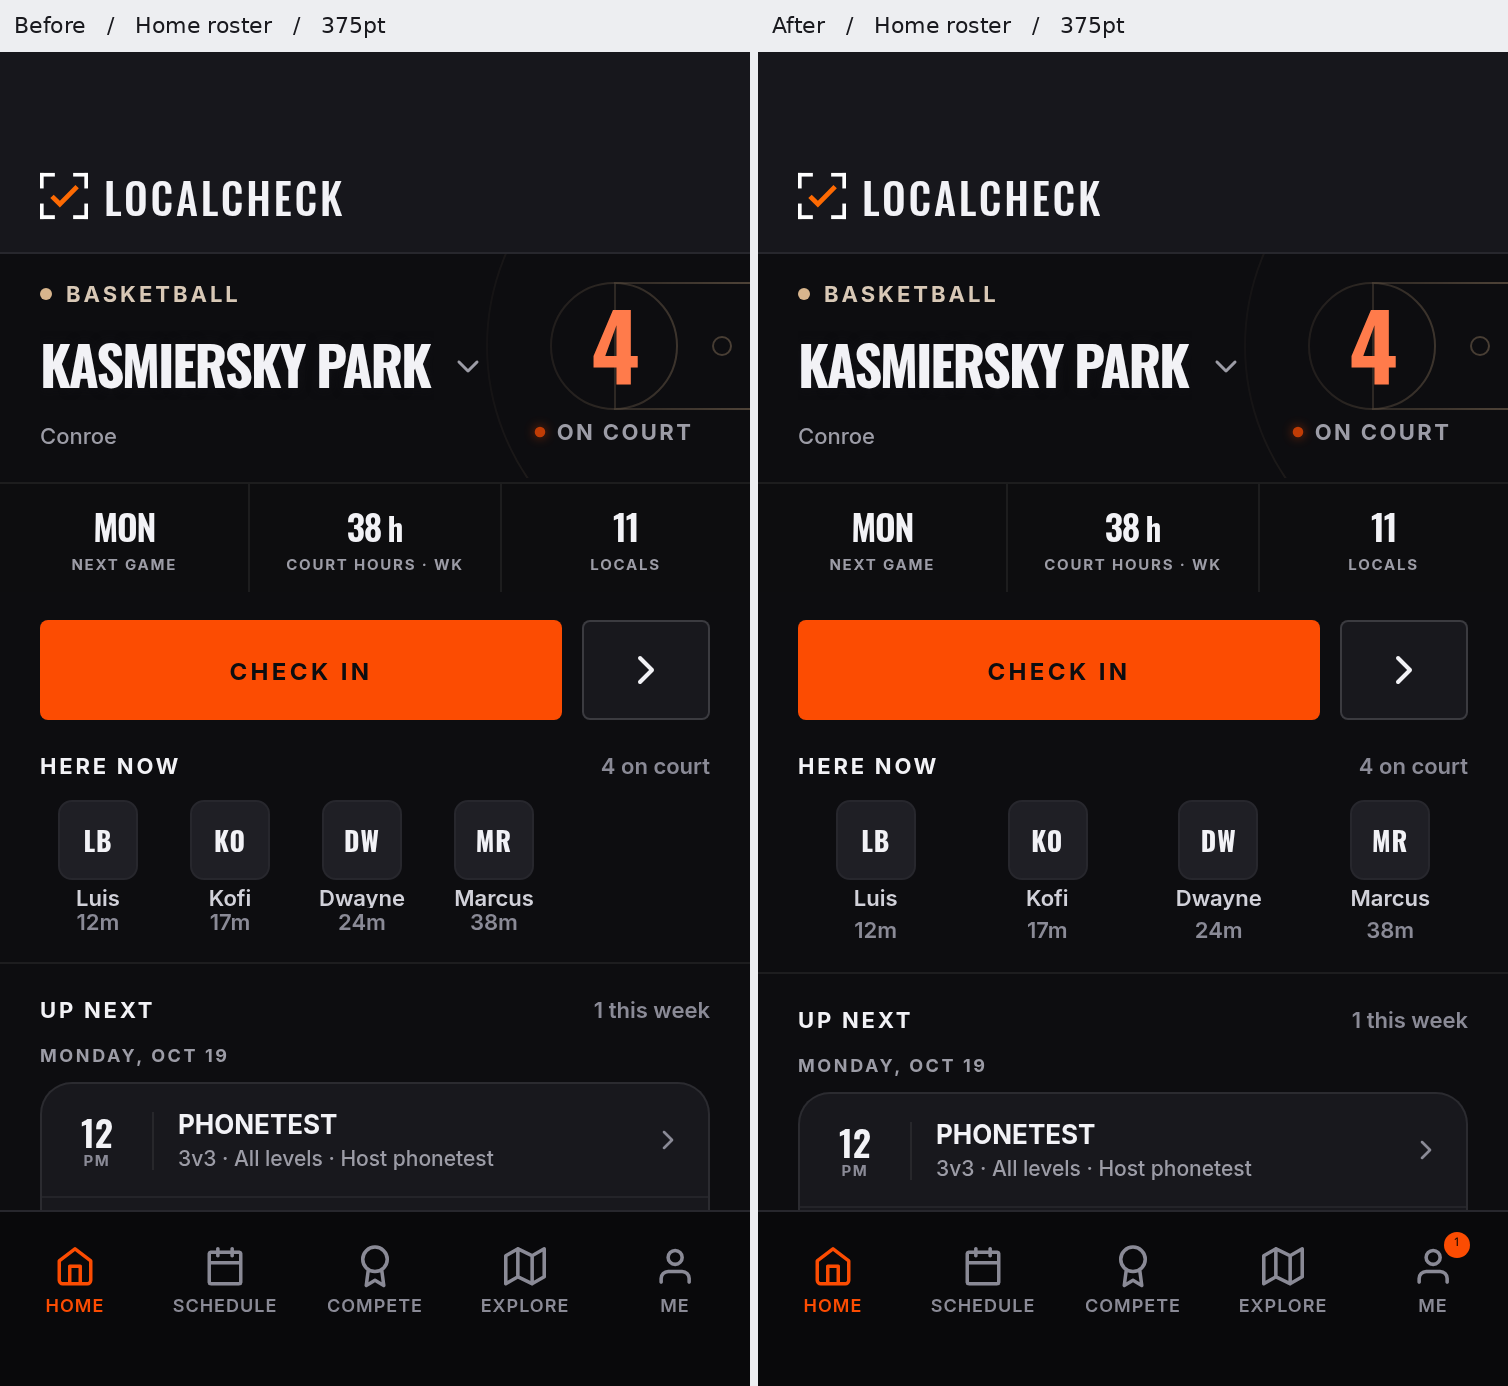 Before / Home roster / 375pt
LOCALCHECK
BASKETBALL
KASMIERSKY PARK
4
Conroe
ON COURT
MON
NEXT GAME
38 h
COURT HOURS · WK
11
LOCALS
CHECK IN
HERE NOW
4 on court
LB
KO
DW
MR
Luis
Kofi
Dwayne
Marcus
12m
17m
24m
38m
UP NEXT
1 this week
MONDAY, OCT 19
12
PM
PHONETEST
3v3 · All levels · Host phonetest
HOME
SCHEDULE
COMPETE
EXPLORE
ME
After / Home roster / 375pt
LOCALCHECK
BASKETBALL
KASMIERSKY PARK
4
Conroe
ON COURT
MON
NEXT GAME
38 h
COURT HOURS · WK
11
LOCALS
CHECK IN
HERE NOW
4 on court
LB
KO
DW
MR
Luis
Kofi
Dwayne
Marcus
12m
17m
24m
38m
UP NEXT
1 this week
MONDAY, OCT 19
12
PM
PHONETEST
3v3 · All levels · Host phonetest
1
HOME
SCHEDULE
COMPETE
EXPLORE
ME